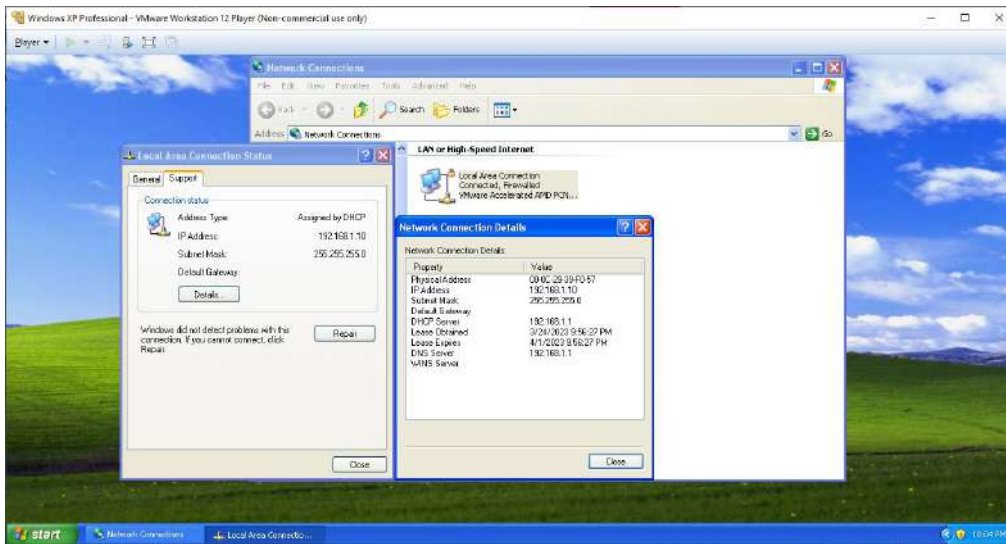 Windows XP Professional - VMware Workstation 12 Player (Non-commercial use only)
Player
Network Connections
File Edit View Favorites Tools Advanced Help
Back Search Folders
Address Network Connections Go
LAN or High-Speed Internet
Local Area Connection
Connected, Firewalled
VMware Accelerated AMD PCN...
Local Area Connection Status
General Support
Connection status
Address Type: Assigned by DHCP
IP Address: 192.168.1.10
Subnet Mask: 255.255.255.0
Default Gateway:
Details...
Windows did not detect problems with this
connection. If you cannot connect, click
Repair.
Repair
Close
Network Connection Details
Network Connection Details:
Property Value
Physical Address 00-0C-29-39-FD-57
IP Address 192.168.1.10
Subnet Mask 255.255.255.0
Default Gateway
DHCP Server 192.168.1.1
Lease Obtained 3/24/2023 9:56:27 PM
Lease Expires 4/1/2023 9:56:27 PM
DNS Server 192.168.1.1
WINS Server
Close
start Network Connections Local Area Connectio... 10:04 PM